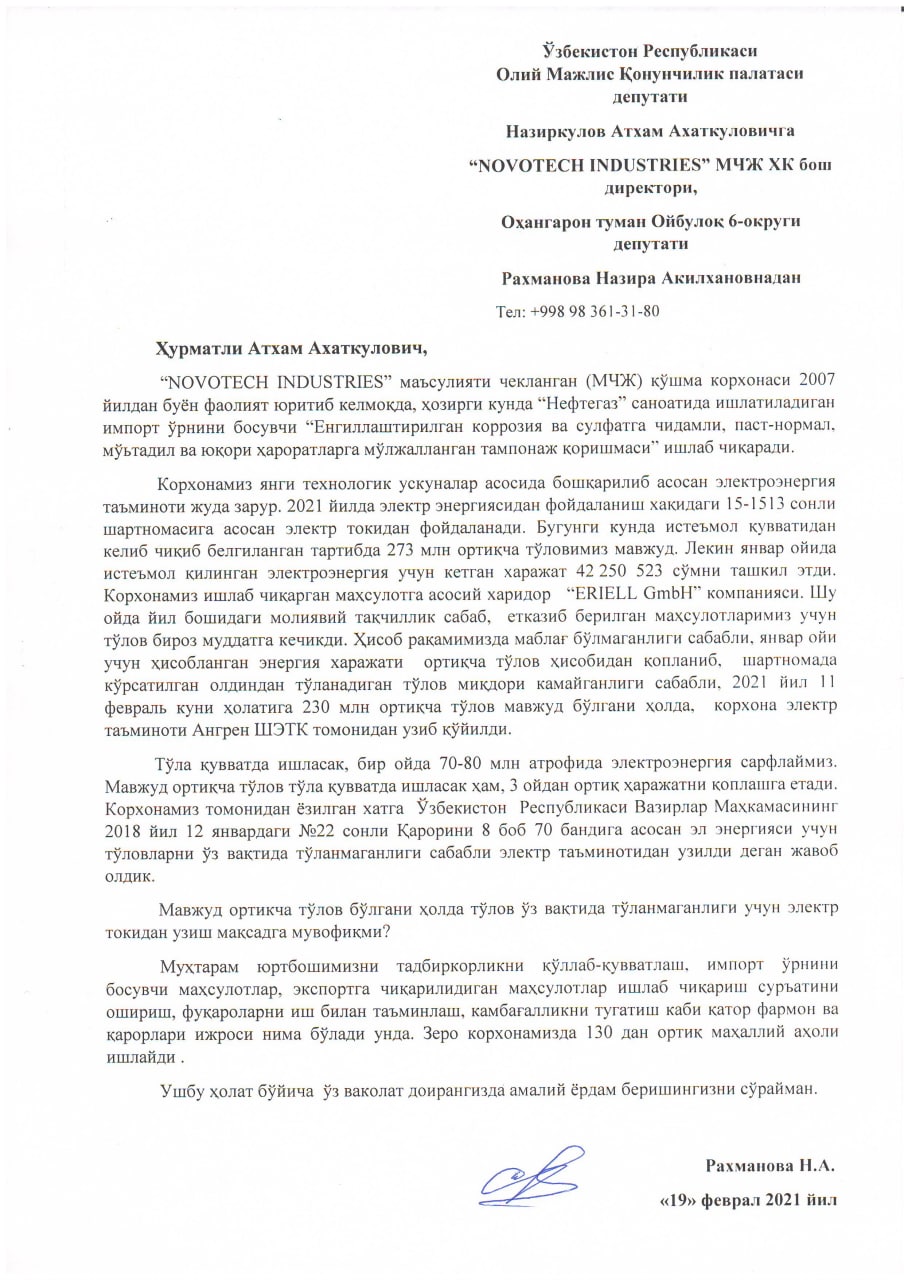 Ўзбекистон Республикаси
Олий Мажлис Қонунчилик палатаси
депутати
Назиркулов Атхам Ахаткуловичга
“NOVOTECH INDUSTRIES” МЧЖ ХК бош
директори,
Оҳангарон туман Ойбулоқ 6-округи
депутати
Рахманова Назира Акилхановнадан
Тел: +998 98 361-31-80
Ҳурматли Атхам Ахаткулович,
“NOVOTECH INDUSTRIES” маъсулияти чекланган (МЧЖ) қўшма корхонаси 2007
йилдан буён фаолият юритиб келмоқда, ҳозирги кунда “Нефтегаз” саноатида ишлатиладиган
импорт ўрнини босувчи “Енгиллаштирилган коррозия ва сулфатга чидамли, паст-нормал,
мўьтадил ва юқори ҳароратларга мўлжалланган тампонаж қоришмаси” ишлаб чиқаради.
Корхонамиз янги технологик ускуналар асосида бошқарилиб асосан электроэнергия
таъминоти жуда зарур. 2021 йилда электр энергиясидан фойдаланиш хақидаги 15-1513 сонли
шартномасига асосан электр токидан фойдаланади. Бугунги кунда истеъмол қувватидан
келиб чиқиб белгиланган тартибда 273 млн ортиқча тўловимиз мавжуд. Лекин январ ойида
истеъмол қилинган электроэнергия учун кетган харажат 42 250 523 сўмни ташкил этди.
Корхонамиз ишлаб чиқарган маҳсулотга асосий харидор “ERIELL GmbH” компанияси. Шу
ойда йил бошидаги молиявий тақчиллик сабаб, етказиб берилган маҳсулотларимиз учун
тўлов бироз муддатга кечикди. Ҳисоб рақамимизда маблағ бўлмаганлиги сабабли, январ ойи
учун ҳисобланган энергия харажати ортиқча тўлов ҳисобидан қопланиб, шартномада
кўрсатилган олдиндан тўланадиган тўлов миқдори камайганлиги сабабли, 2021 йил 11
февраль куни ҳолатига 230 млн ортиқча тўлов мавжуд бўлгани ҳолда, корхона электр
таъминоти Ангрен ШЭТК томонидан узиб қўйилди.
Тўла қувватда ишласак, бир ойда 70-80 млн атрофида электроэнергия сарфлаймиз.
Мавжуд ортикча тўлов тўла қувватда ишласак ҳам, 3 ойдан ортиқ ҳаражатни қоплашга етади.
Корхонамиз томонидан ёзилган хатга Ўзбекистон Республикаси Вазирлар Маҳкамасининг
2018 йил 12 январдаги №22 сонли Қарорини 8 боб 70 бандига асосан эл энергияси учун
тўловларни ўз вақтида тўланмаганлиги сабабли электр таъминотидан узилди деган жавоб
олдик.
Мавжуд ортикча тўлов бўлгани ҳолда тўлов ўз вақтида тўланмаганлиги учун электр
токидан узиш мақсадга мувофиқми?
Муҳтарам юртбошимизни тадбиркорликни қўллаб-қувватлаш, импорт ўрнини
босувчи маҳсулотлар, экспортга чиқарилидиган маҳсулотлар ишлаб чиқариш суръатини
ошириш, фуқароларни иш билан таъминлаш, камбағалликни тугатиш каби қатор фармон ва
қарорлари ижроси нима бўлади унда. Зеро корхонамизда 130 дан ортиқ маҳаллий аҳоли
ишлайди .
Ушбу ҳолат бўйича ўз ваколат доирангизда амалий ёрдам беришингизни сўрайман.
Рахманова Н.А.
«19» феврал 2021 йил